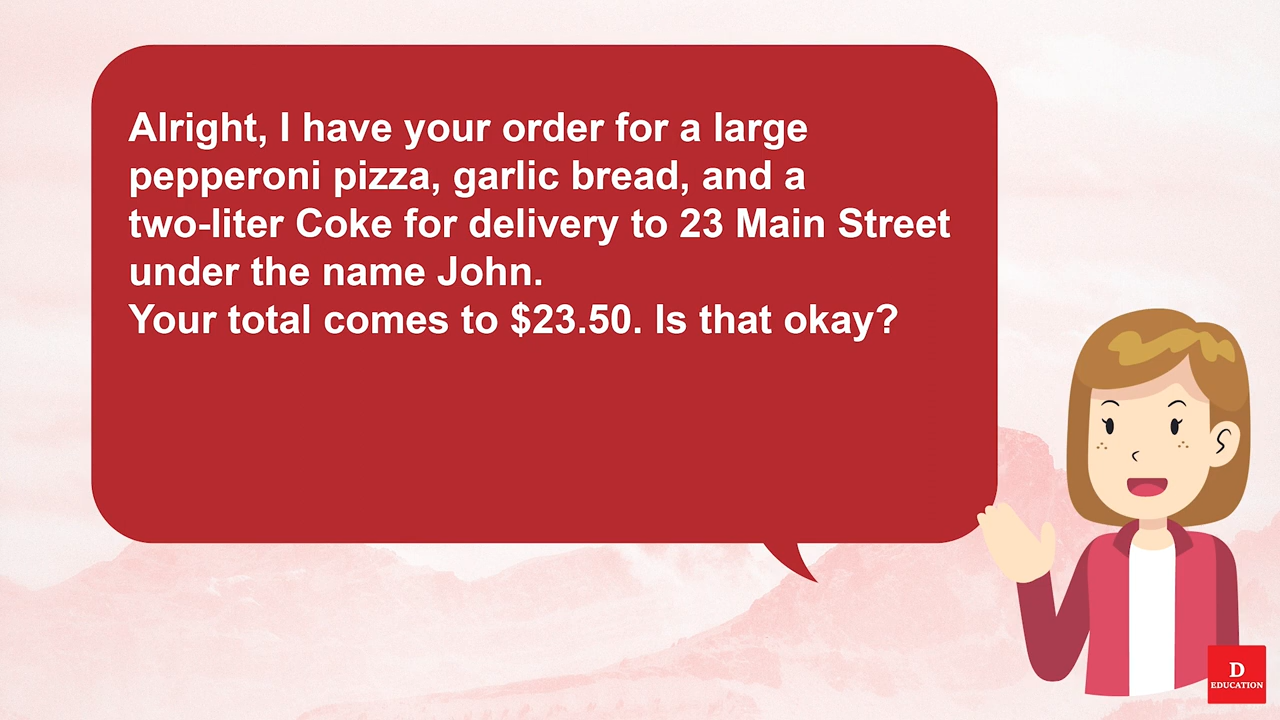 Alright, I have your order for a large
pepperoni pizza, garlic bread, and a
two-liter Coke for delivery to 23 Main Street
under the name John.
Your total comes to $23.50. Is that okay?
D
EDUCATION